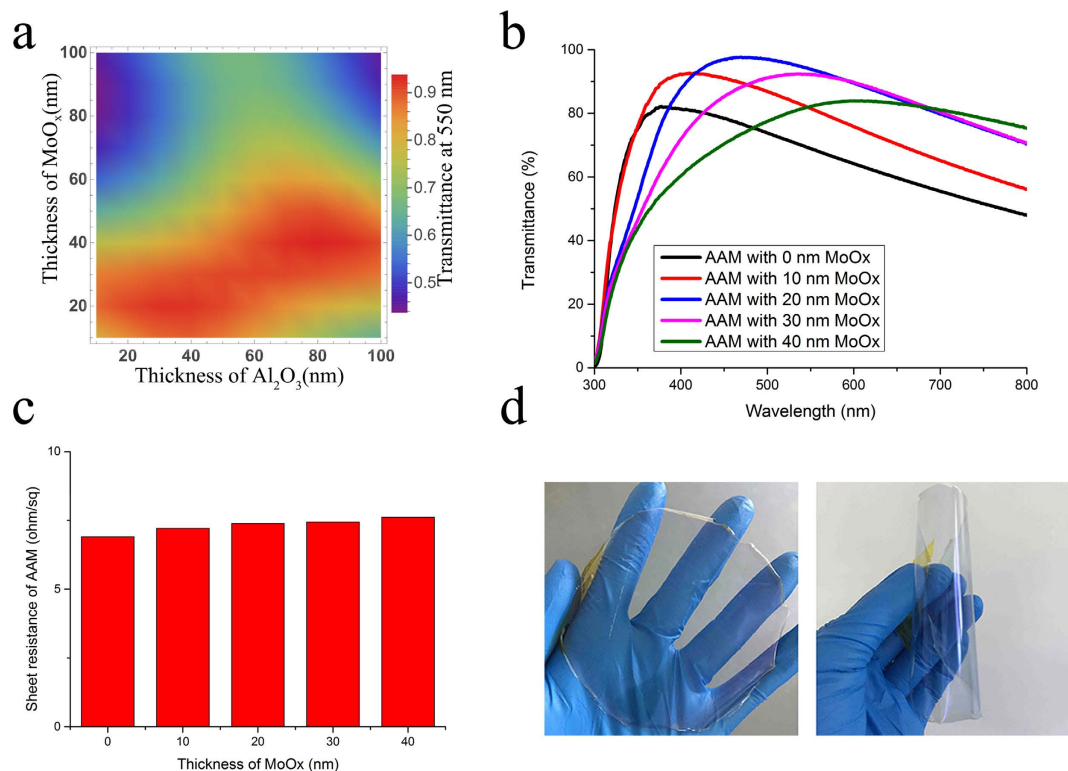 a
100
80
60
40
20
Thickness of MoOₓ(nm)
20
40
60
80
100
Thickness of Al₂O₃(nm)
0.9
0.8
0.7
0.6
0.5
Transmittance at 550 nm
b
100
80
60
40
20
0
Transmittance (%)
AAM with 0 nm MoOx
AAM with 10 nm MoOx
AAM with 20 nm MoOx
AAM with 30 nm MoOx
AAM with 40 nm MoOx
300
400
500
600
700
800
Wavelength (nm)
c
10
5
0
Sheet resistance of AAM (ohm/sq)
0
10
20
30
40
Thickness of MoOx (nm)
d